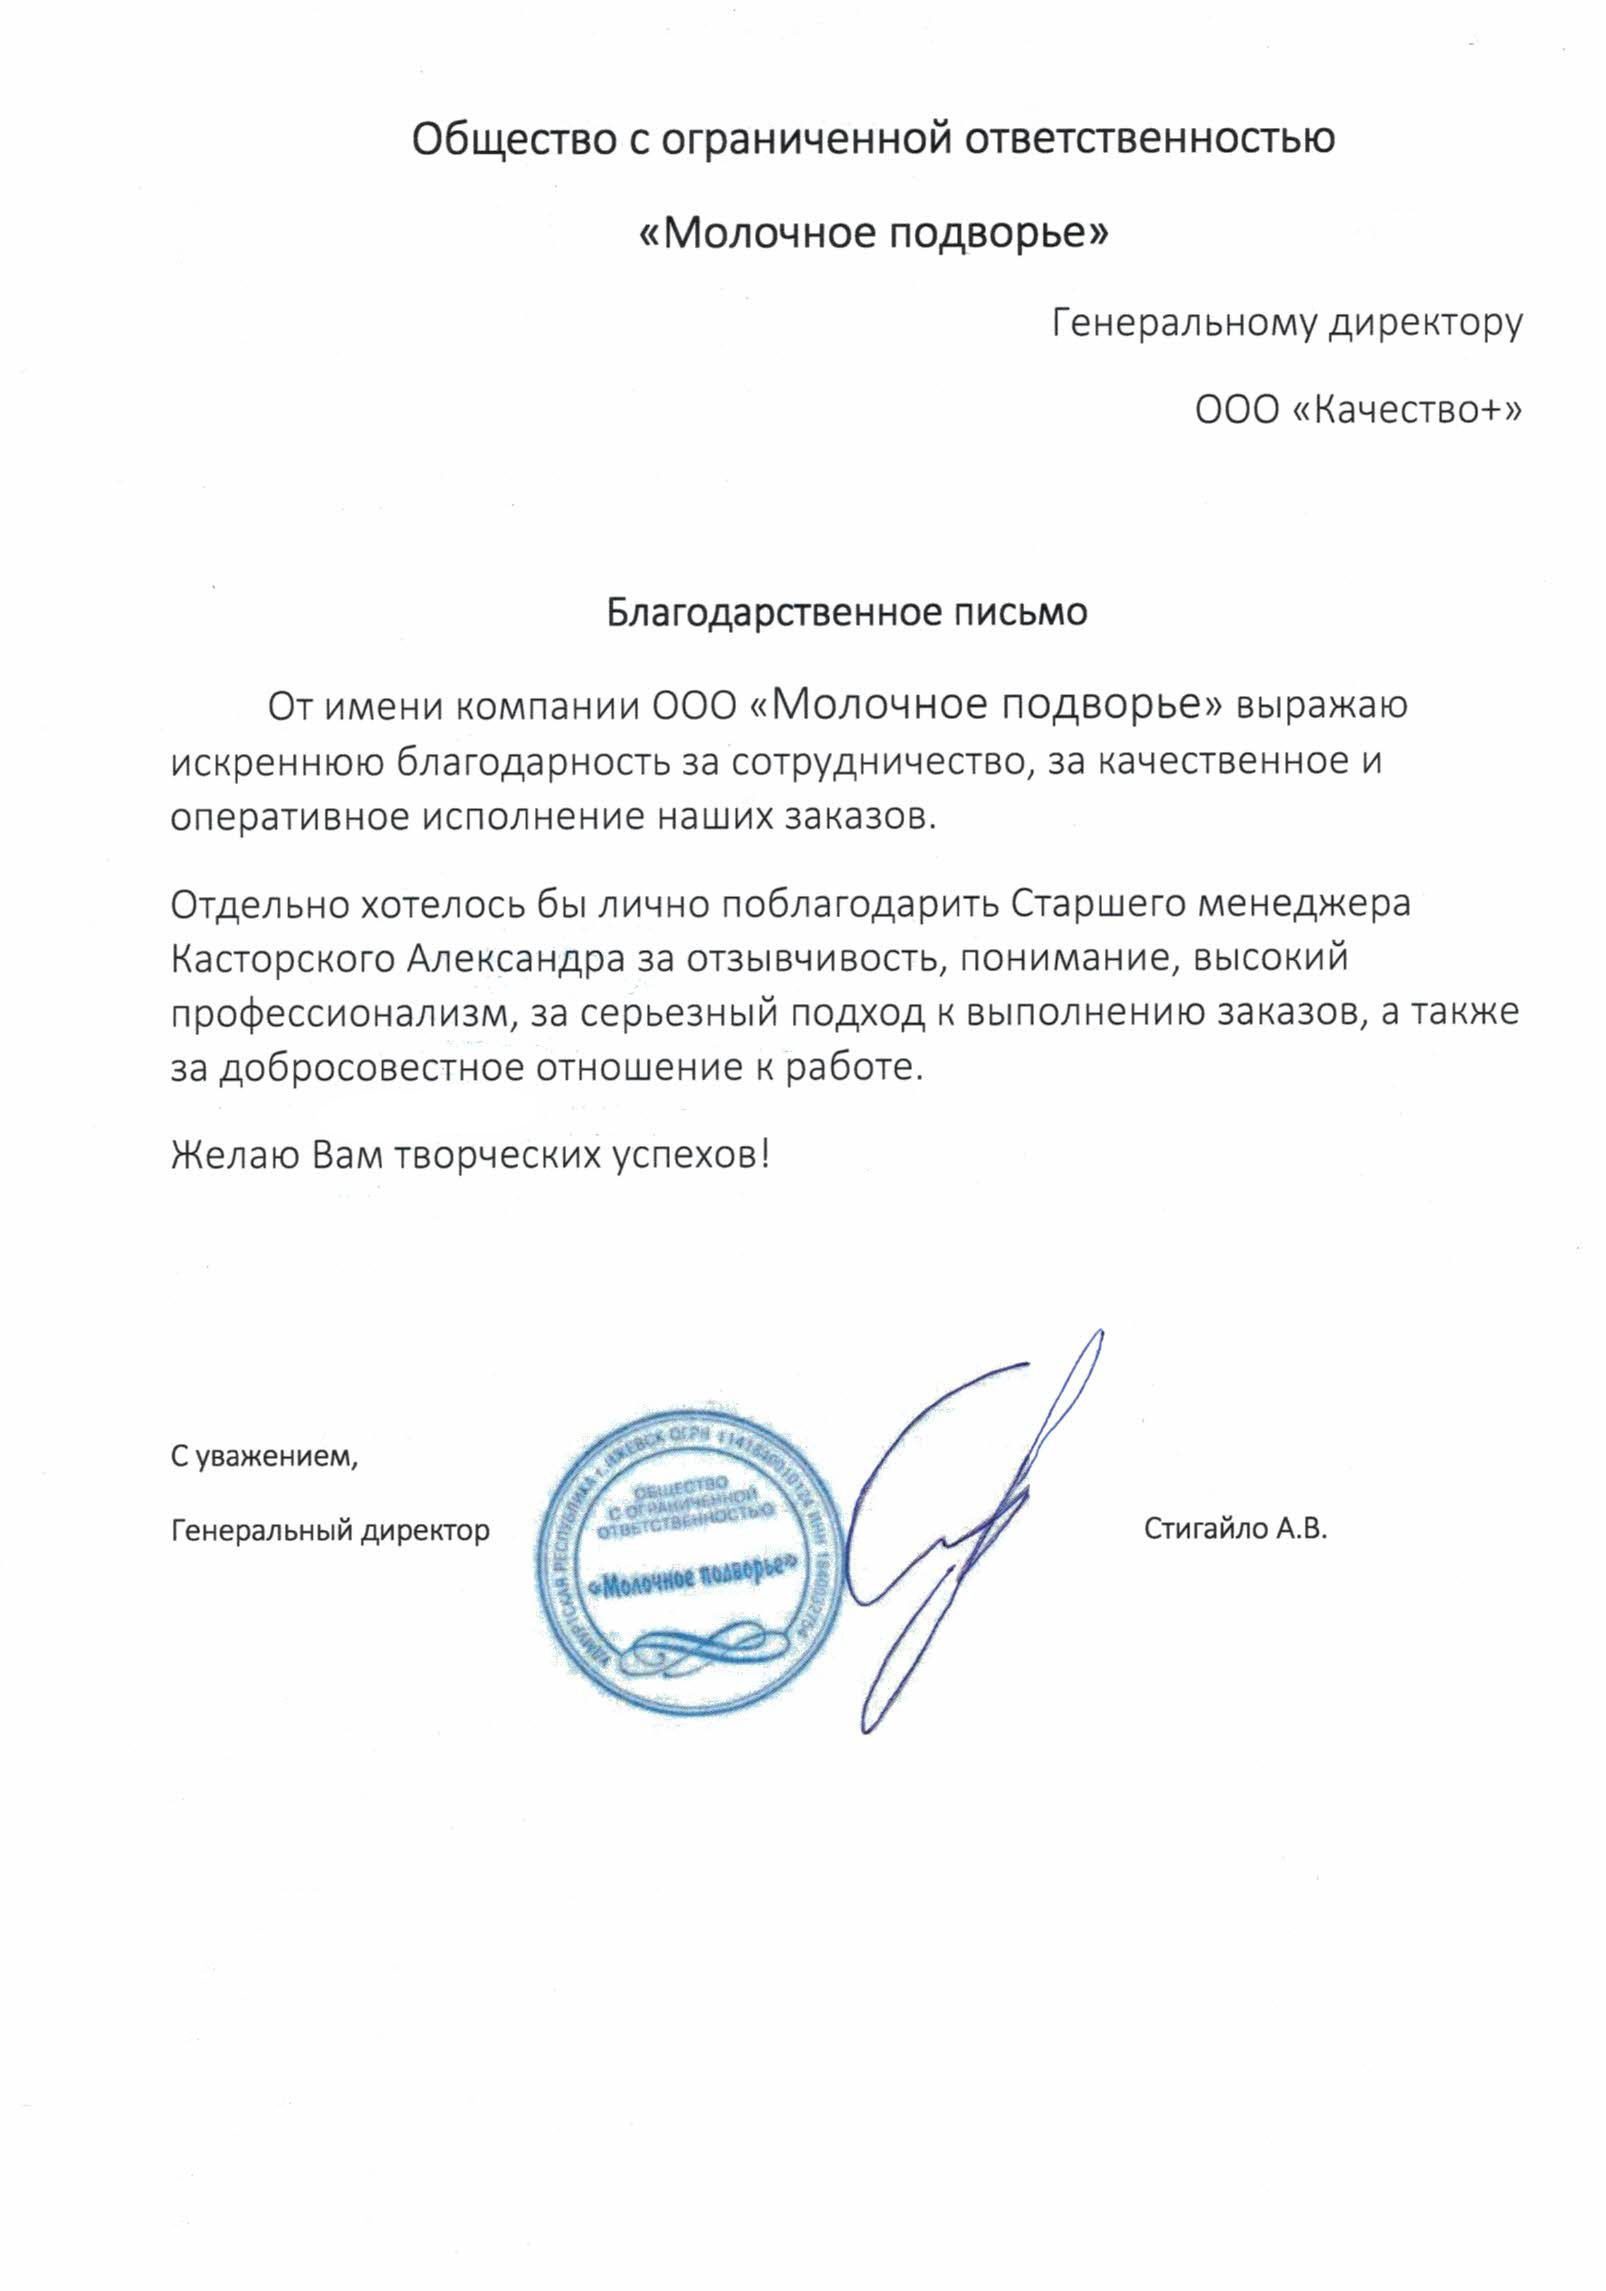 Общество с ограниченной ответственностью
«Молочное подворье»
Генеральному директору
ООО «Качество+»
Благодарственное письмо
От имени компании ООО «Молочное подворье» выражаю
искреннюю благодарность за сотрудничество, за качественное и
оперативное исполнение наших заказов.
Отдельно хотелось бы лично поблагодарить Старшего менеджера
Касторского Александра за отзывчивость, понимание, высокий
профессионализм, за серьезный подход к выполнению заказов, а также
за добросовестное отношение к работе.
Желаю Вам творческих успехов!
С уважением,
Генеральный директор
Стигайло А.В.
УДМУРТСКАЯ РЕСПУБЛИКА г. ИЖЕВСК ОГРН ИНН
ОБЩЕСТВО
С ОГРАНИЧЕННОЙ
ОТВЕТСТВЕННОСТЬЮ
«Молочное подворье»